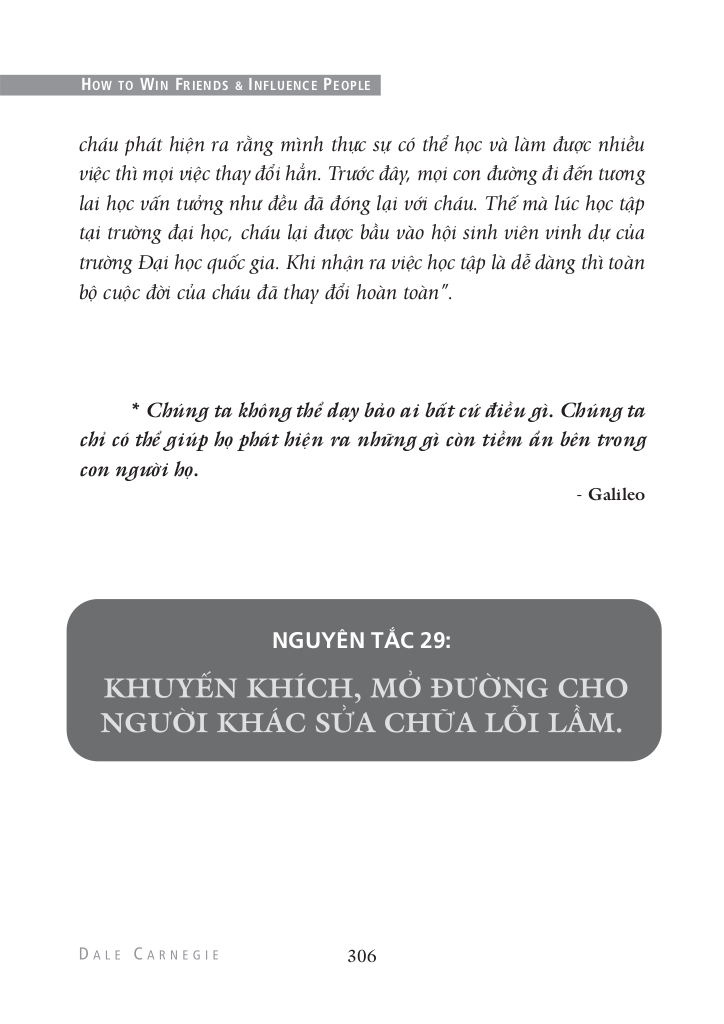 HOW TO WIN FRIENDS & INFLUENCE PEOPLE
cháu phát hiện ra rằng mình thực sự có thể học và làm được nhiều
việc thì mọi việc thay đổi hẳn. Trước đây, mọi con đường đi đến tương
lai học vấn tưởng như đều đã đóng lại với cháu. Thế mà lúc học tập
tại trường đại học, cháu lại được bầu vào hội sinh viên vinh dự của
trường Đại học quốc gia. Khi nhận ra việc học tập là dễ dàng thì toàn
bộ cuộc đời của cháu đã thay đổi hoàn toàn”.
* Chúng ta không thể dạy bảo ai bất cứ điều gì. Chúng ta
chỉ có thể giúp họ phát hiện ra những gì còn tiềm ẩn bên trong
con người họ.
- Galileo
NGUYÊN TẮC 29:
KHUYẾN KHÍCH, MỞ ĐƯỜNG CHO
NGƯỜI KHÁC SỬA CHỮA LỖI LẦM.
DALE CARNEGIE
306